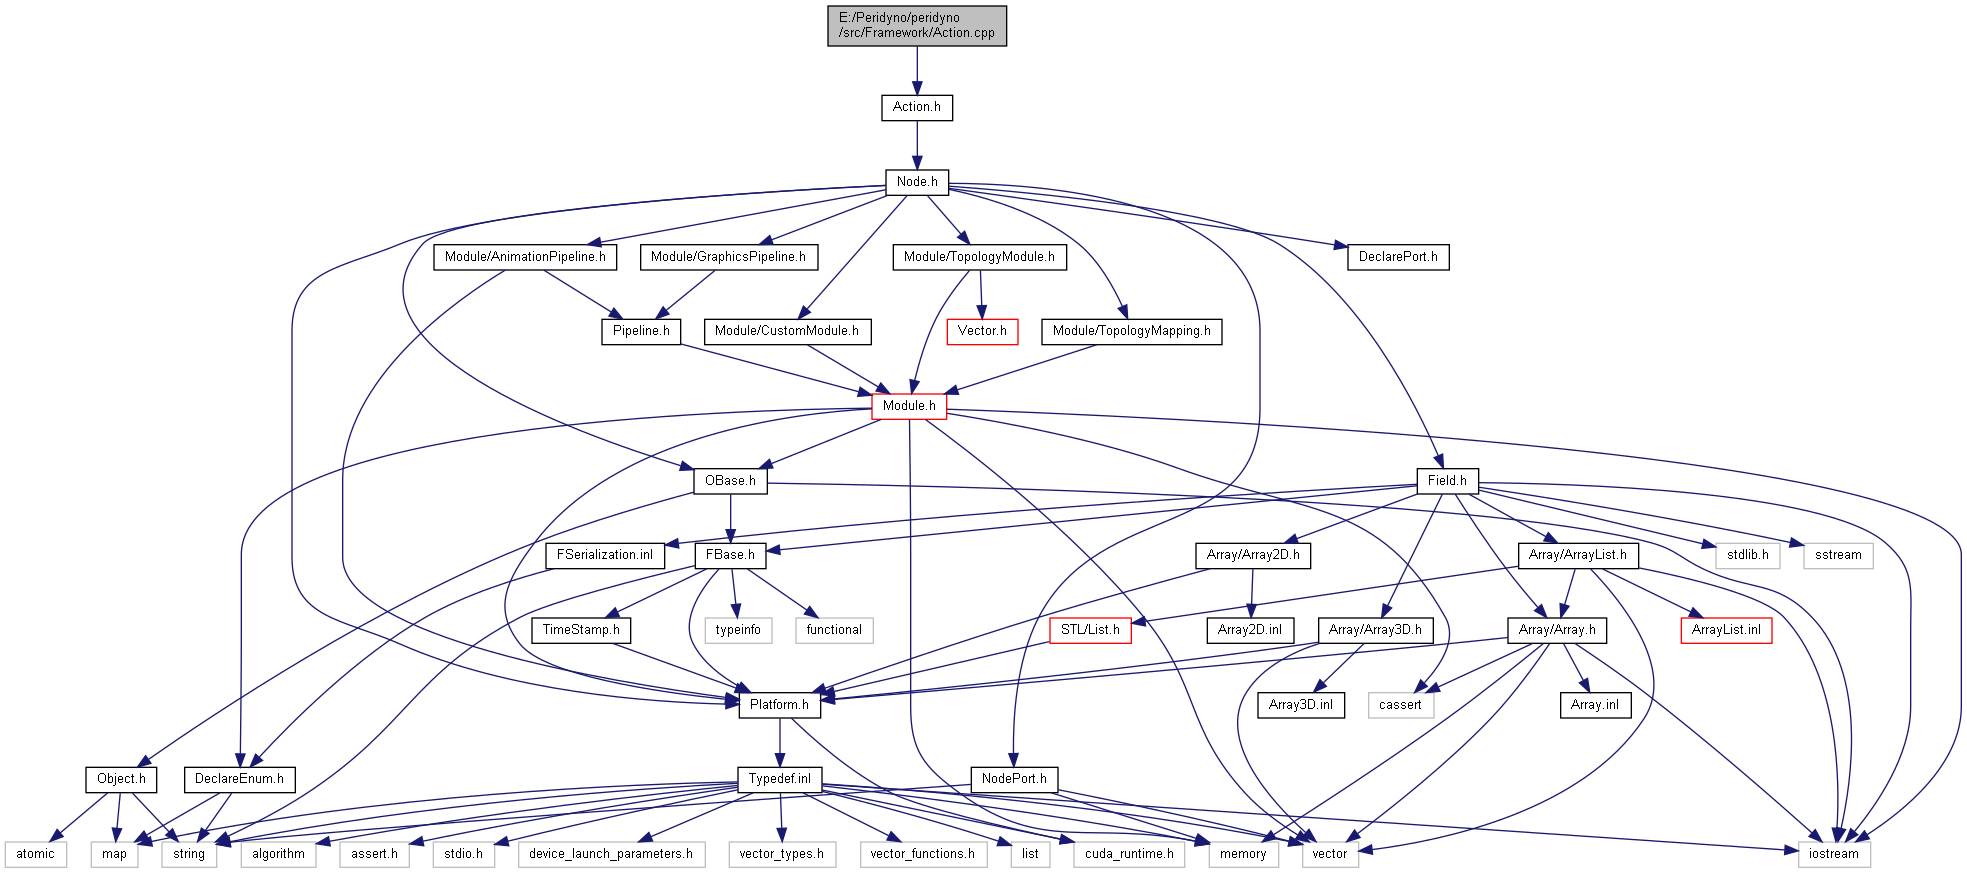 E:/Peridyno/peridyno
/src/Framework/Action.cpp
Action.h
Node.h
Module/AnimationPipeline.h
Module/GraphicsPipeline.h
Module/TopologyModule.h
DeclarePort.h
Pipeline.h
Module/CustomModule.h
Vector.h
Module/TopologyMapping.h
Module.h
OBase.h
Field.h
FSerialization.inl
FBase.h
Array/Array2D.h
Array/ArrayList.h
stdlib.h
sstream
TimeStamp.h
typeinfo
functional
STL/List.h
Array2D.inl
Array/Array3D.h
Array/Array.h
ArrayList.inl
Platform.h
Array3D.inl
cassert
Array.inl
Object.h
DeclareEnum.h
Typedef.inl
NodePort.h
atomic
map
string
algorithm
assert.h
stdio.h
device_launch_parameters.h
vector_types.h
vector_functions.h
list
cuda_runtime.h
memory
vector
iostream